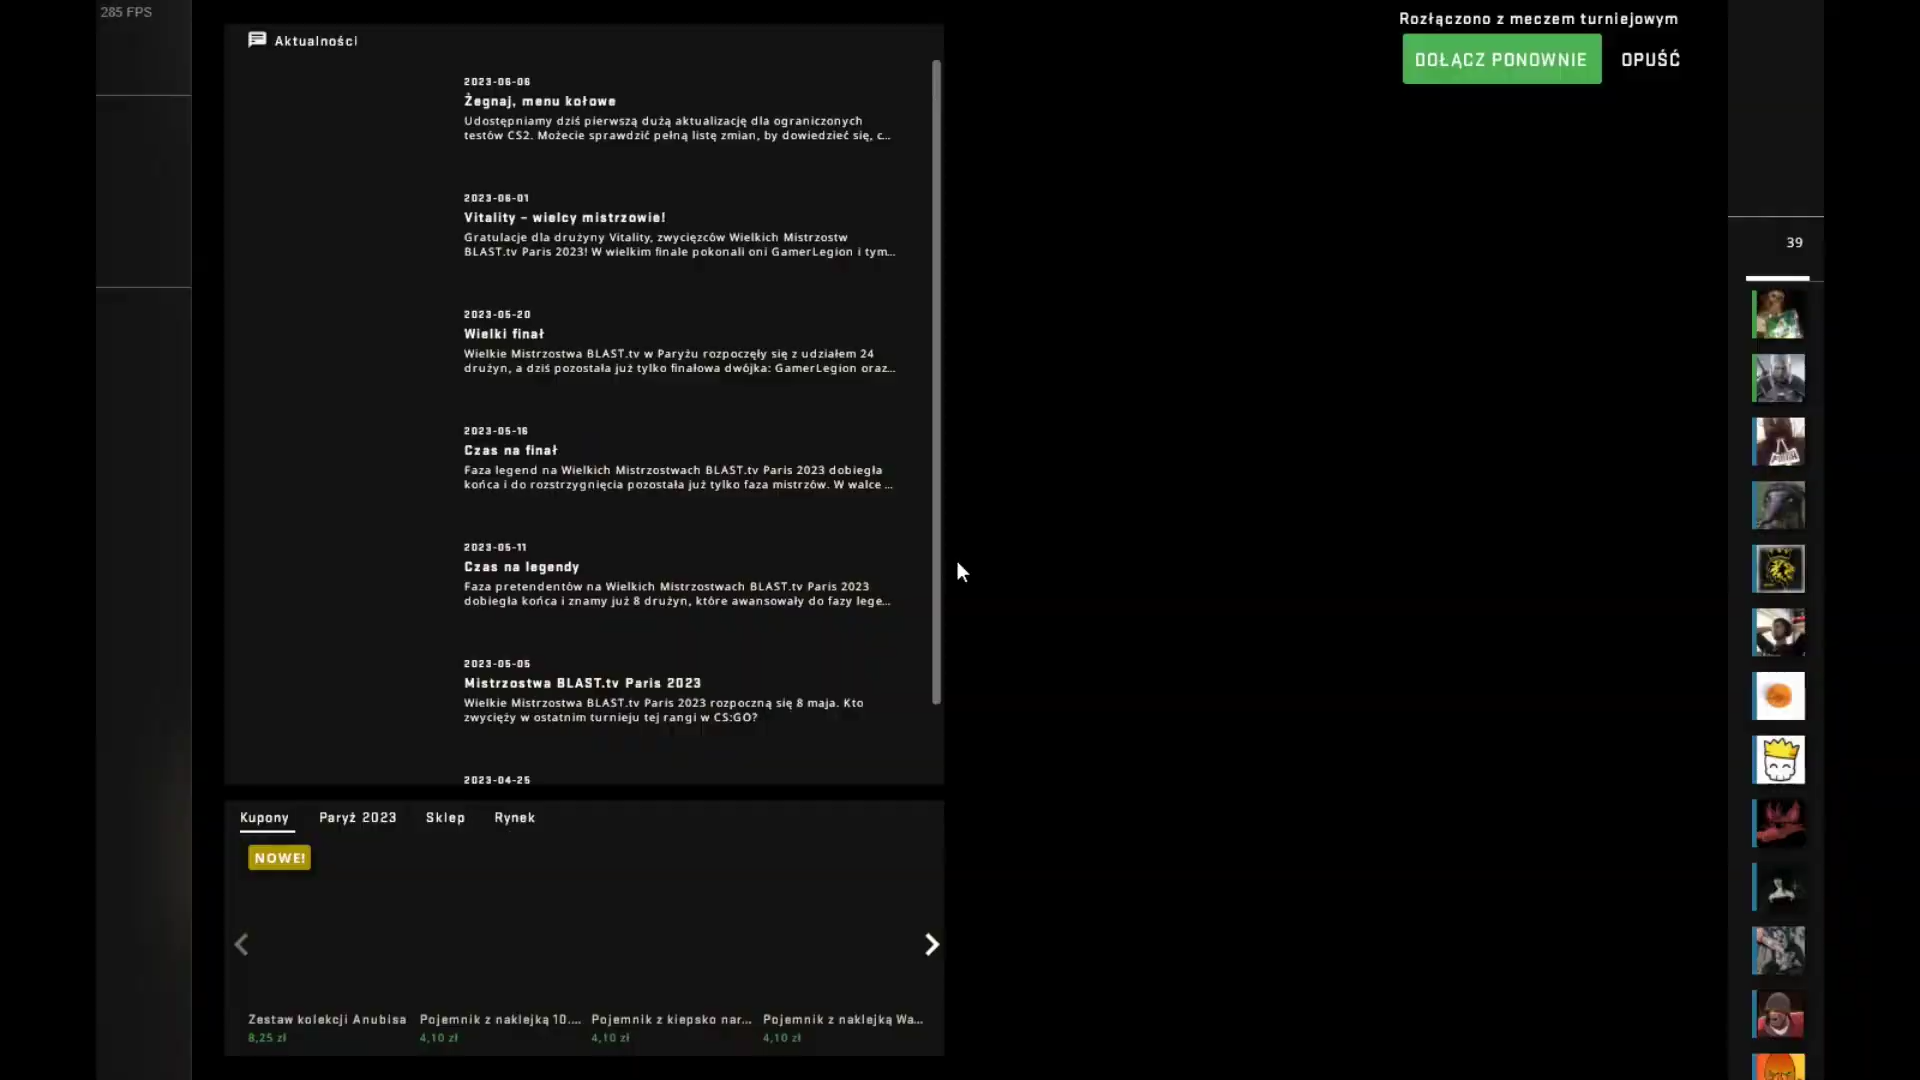 285 FPS
Aktualności
2023-06-06
Żegnaj, menu kołowe
Udostępniamy dziś pierwszą dużą aktualizację dla ograniczonych
testów CS2. Możecie sprawdzić pełną listę zmian, by dowiedzieć się, c...
2023-06-01
Vitality – wielcy mistrzowie!
Gratulacje dla drużyny Vitality, zwycięzców Wielkich Mistrzostw
BLAST.tv Paris 2023! W wielkim finale pokonali oni GamerLegion i tym...
2023-05-20
Wielki finał
Wielkie Mistrzostwa BLAST.tv w Paryżu rozpoczęły się z udziałem 24
drużyn, a dziś pozostała już tylko finałowa dwójka: GamerLegion oraz...
2023-05-16
Czas na finał
Faza legend na Wielkich Mistrzostwach BLAST.tv Paris 2023 dobiegła
końca i do rozstrzygnięcia pozostała już tylko faza mistrzów. W walce ...
2023-05-11
Czas na legendy
Faza pretendentów na Wielkich Mistrzostwach BLAST.tv Paris 2023
dobiegła końca i znamy już 8 drużyn, które awansowały do fazy lege...
2023-05-05
Mistrzostwa BLAST.tv Paris 2023
Wielkie Mistrzostwa BLAST.tv Paris 2023 rozpoczną się 8 maja. Kto
zwycięży w ostatnim turnieju tej rangi w CS:GO?
2023-04-25
Kupony Paryż 2023 Sklep Rynek
NOWE!
Zestaw kolekcji Anubisa
8,25 zł
Pojemnik z naklejką 10....
4,10 zł
Pojemnik z kiepsko nar...
4,10 zł
Pojemnik z naklejką Wa...
4,10 zł
Rozłączono z meczem turniejowym
DOŁĄCZ PONOWNIE OPUŚĆ
39